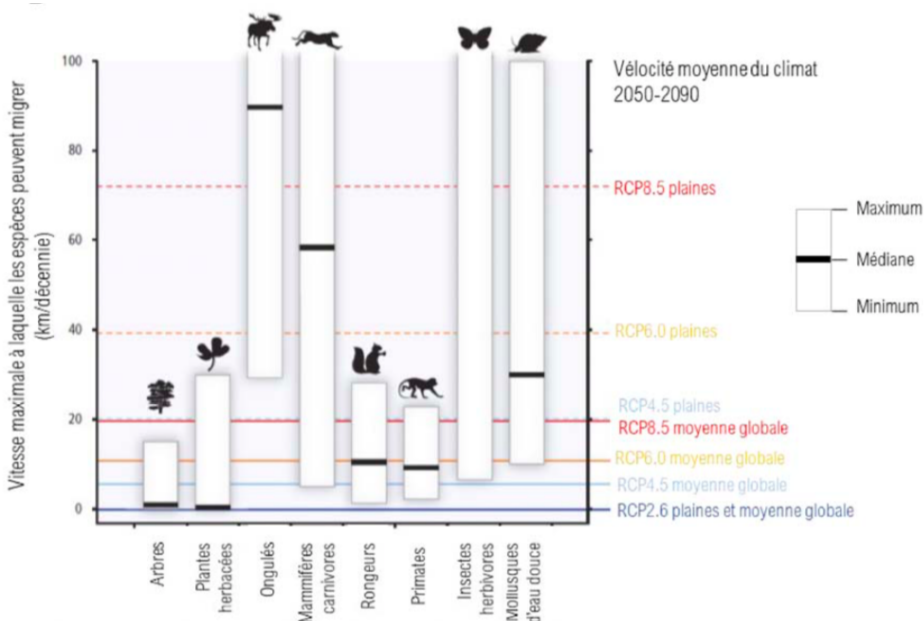 Vitesse maximale à laquelle les espèces peuvent migrer
(km/décennie)
100
80
60
40
20
0
Arbres
Plantes
herbacées
Ongulés
Mammifères
carnivores
Rongeurs
Primates
Insectes
herbivores
Mollusques
d'eau douce
Vélocité moyenne du climat
2050-2090
RCP8.5 plaines
RCP6.0 plaines
RCP4.5 plaines
RCP8.5 moyenne globale
RCP6.0 moyenne globale
RCP4.5 moyenne globale
RCP2.6 plaines et moyenne globale
Maximum
Médiane
Minimum